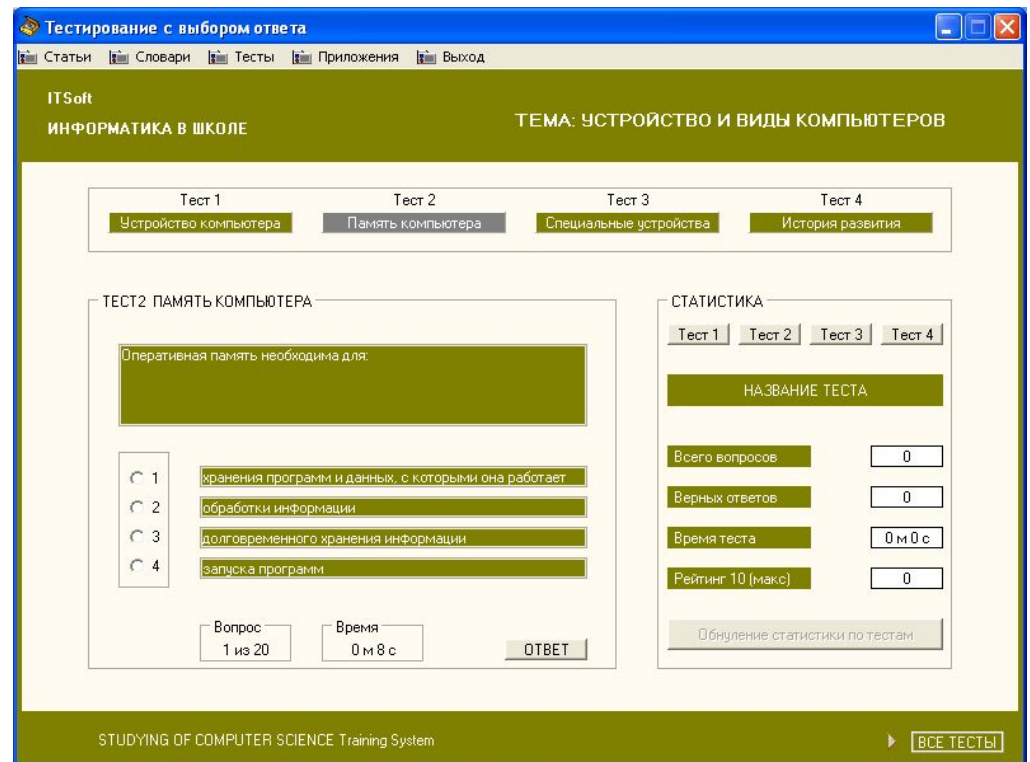 Тестирование с выбором ответа
Статьи Словари Тесты Приложения Выход
ITSoft
ИНФОРМАТИКА В ШКОЛЕ
ТЕМА: УСТРОЙСТВО И ВИДЫ КОМПЬЮТЕРОВ
Тест 1 Тест 2 Тест 3 Тест 4
Устройство компьютера Память компьютера Специальные устройства История развития
ТЕСТ2 ПАМЯТЬ КОМПЬЮТЕРА
Оперативная память необходима для:
1 хранения программ и данных, с которыми она работает
2 обработки информации
3 долговременного хранения информации
4 запуска программ
Вопрос Время
1 из 20 0 м 8 с ОТВЕТ
СТАТИСТИКА
Тест 1 Тест 2 Тест 3 Тест 4
НАЗВАНИЕ ТЕСТА
Всего вопросов 0
Верных ответов 0
Время теста 0 м 0 с
Рейтинг 10 (макс) 0
Обнуление статистики по тестам
STUDYING OF COMPUTER SCIENCE Training System
ВСЕ ТЕСТЫ